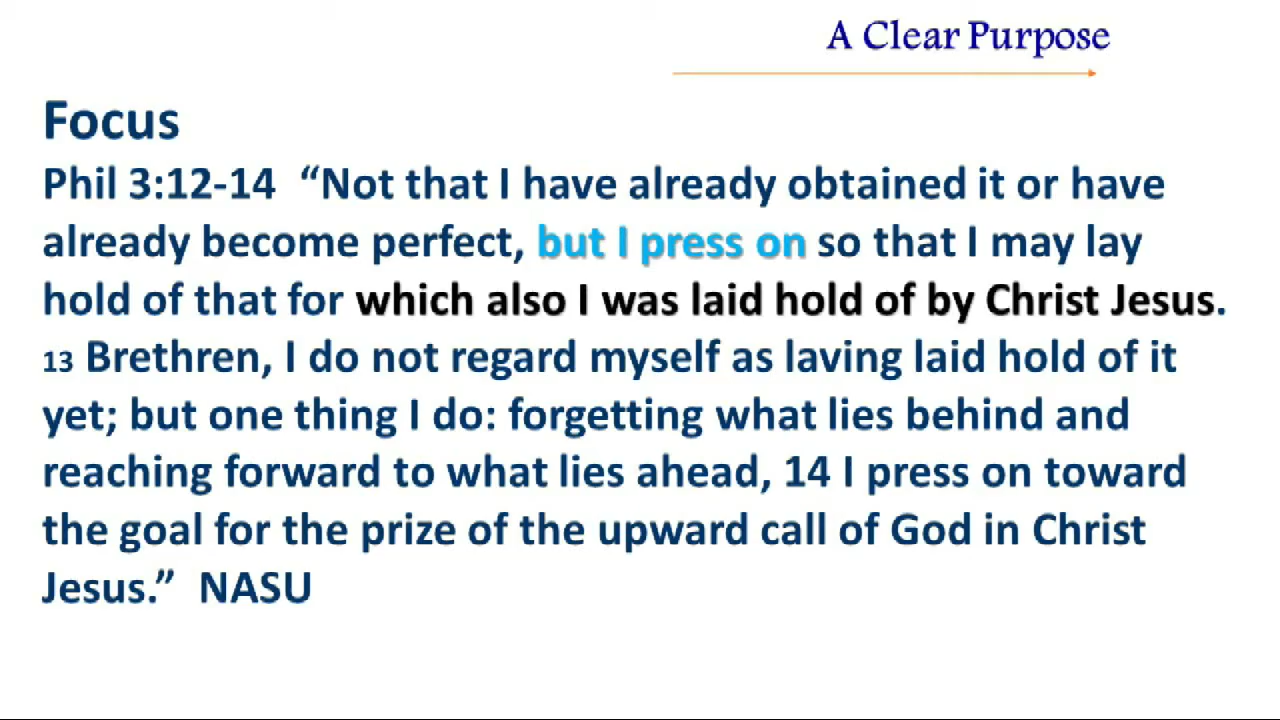 A Clear Purpose
Focus
Phil 3:12-14 “Not that I have already obtained it or have
already become perfect, but I press on so that I may lay
hold of that for which also I was laid hold of by Christ Jesus.
13 Brethren, I do not regard myself as laving laid hold of it
yet; but one thing I do: forgetting what lies behind and
reaching forward to what lies ahead, 14 I press on toward
the goal for the prize of the upward call of God in Christ
Jesus.” NASU